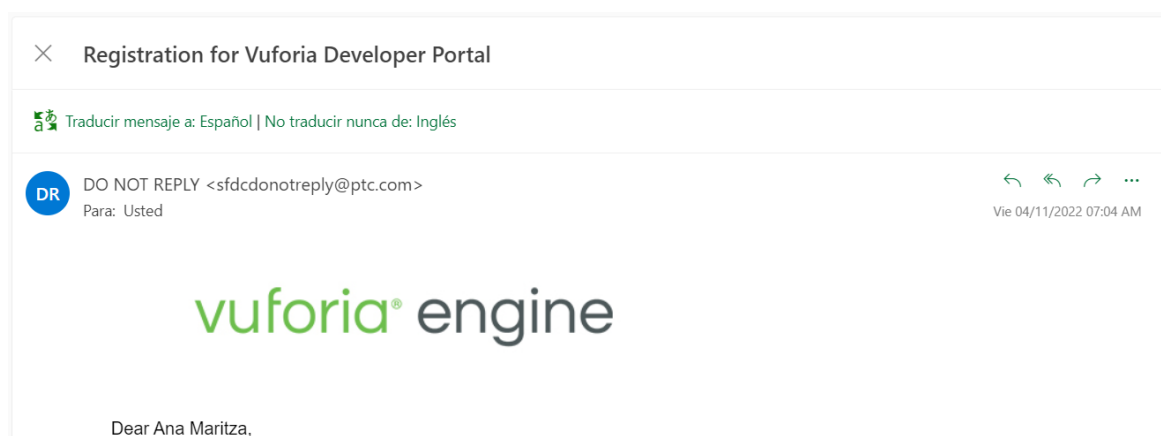 Registration for Vuforia Developer Portal
Traducir mensaje a: Español | No traducir nunca de: Inglés
DR
DO NOT REPLY <sfdcdonotreply@ptc.com>
Para: Usted
Vie 04/11/2022 07:04 AM
vuforia® engine
Dear Ana Maritza,